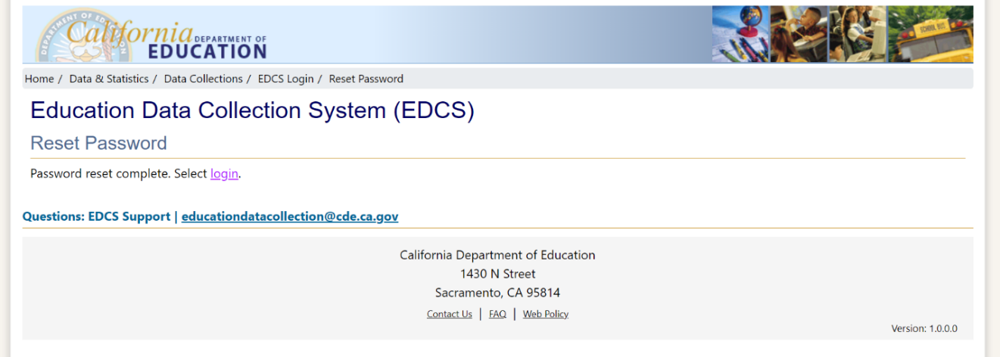 California DEPARTMENT OF
EDUCATION
SCHOOL BUS
Home / Data & Statistics / Data Collections / EDCS Login / Reset Password
Education Data Collection System (EDCS)
Reset Password
Password reset complete. Select login.
Questions: EDCS Support | educationdatacollection@cde.ca.gov
California Department of Education
1430 N Street
Sacramento, CA 95814
Contact Us | FAQ | Web Policy
Version: 1.0.0.0